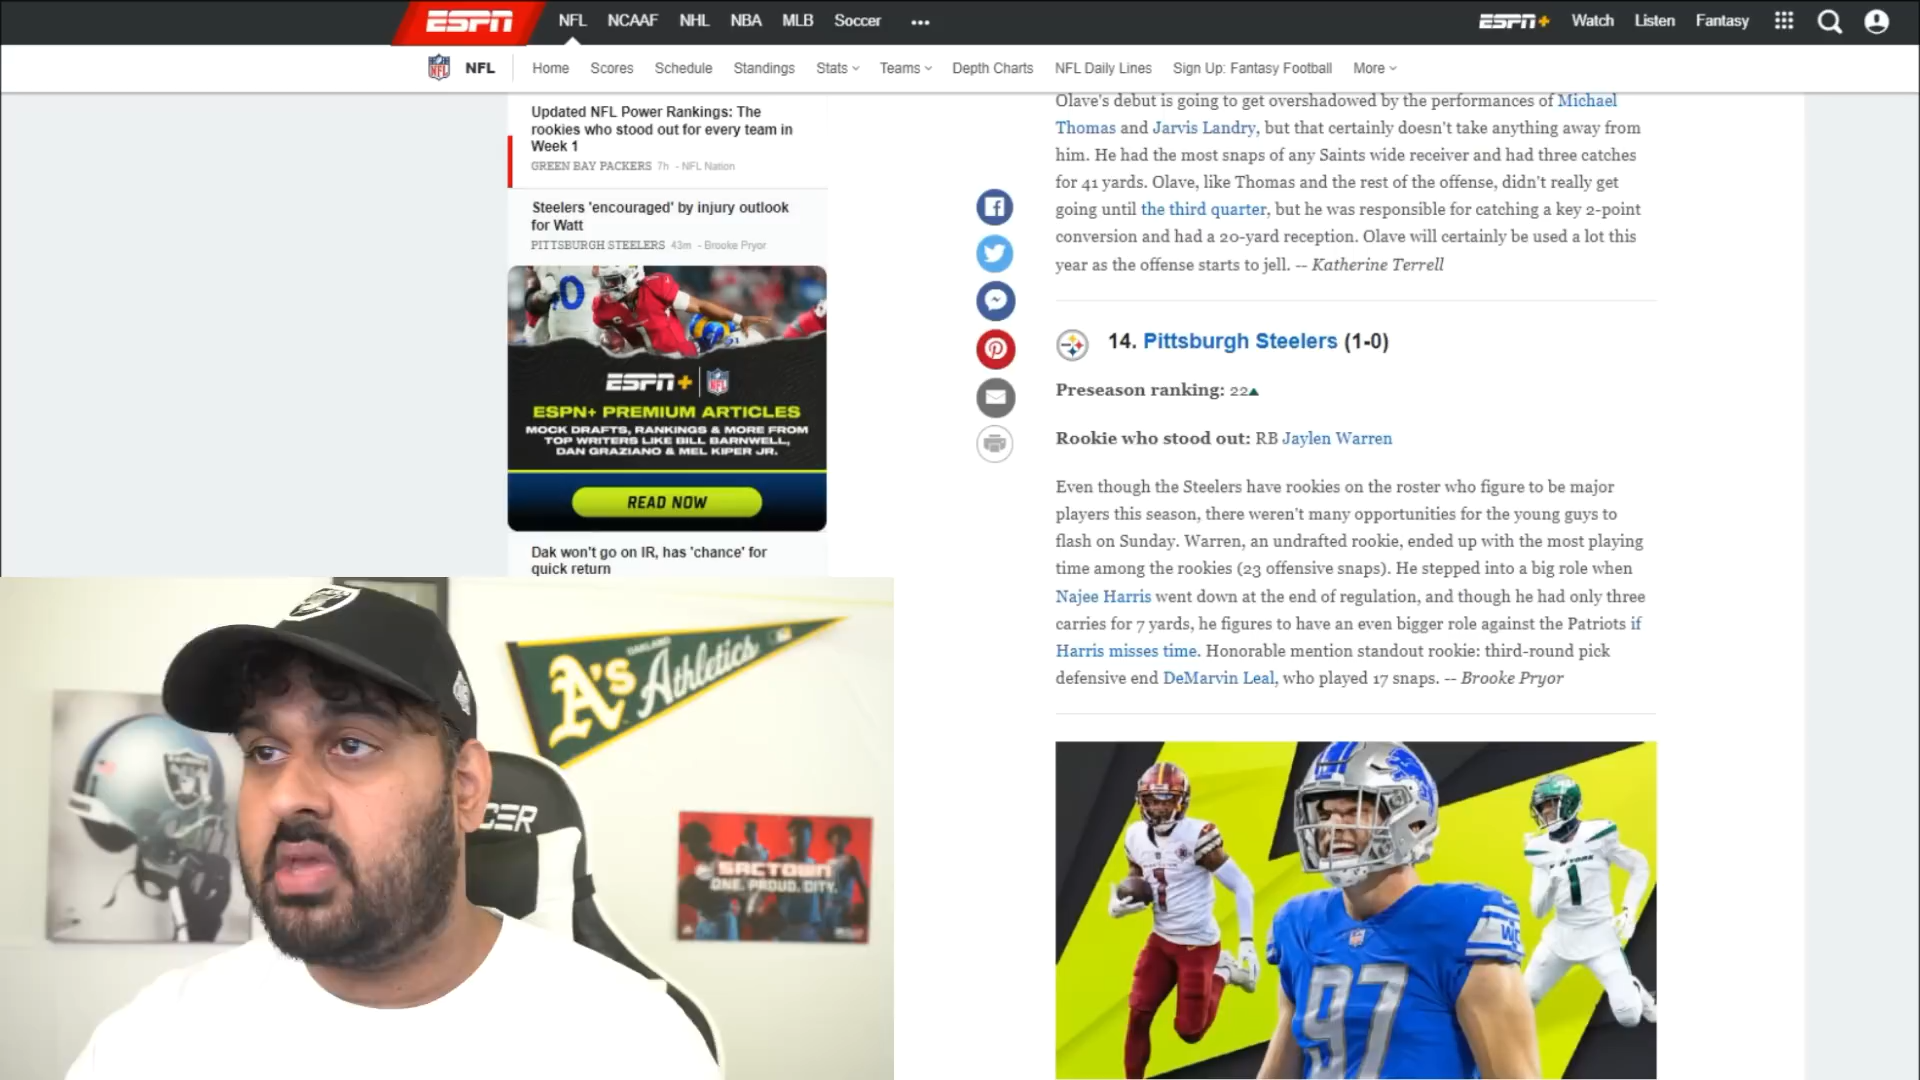 ESPN NFL NCAAF NHL NBA MLB Soccer ••• ESPN+ Watch Listen Fantasy
NFL Home Scores Schedule Standings Stats Teams Depth Charts NFL Daily Lines Sign Up: Fantasy Football More
Updated NFL Power Rankings: The
rookies who stood out for every team in
Week 1
GREEN BAY PACKERS 7h - NFL Nation
Steelers 'encouraged' by injury outlook
for Watt
PITTSBURGH STEELERS 43m - Brooke Pryor
ESPN+ NFL
ESPN+ PREMIUM ARTICLES
MOCK DRAFTS, RANKINGS & MORE FROM
TOP WRITERS LIKE BILL BARNWELL,
DAN GRAZIANO & MEL KIPER JR.
READ NOW
Dak won't go on IR, has 'chance' for
quick return
Olave's debut is going to get overshadowed by the performances of Michael
Thomas and Jarvis Landry, but that certainly doesn't take anything away from
him. He had the most snaps of any Saints wide receiver and had three catches
for 41 yards. Olave, like Thomas and the rest of the offense, didn't really get
going until the third quarter, but he was responsible for catching a key 2-point
conversion and had a 20-yard reception. Olave will certainly be used a lot this
year as the offense starts to jell. -- Katherine Terrell
14. Pittsburgh Steelers (1-0)
Preseason ranking: 22▲
Rookie who stood out: RB Jaylen Warren
Even though the Steelers have rookies on the roster who figure to be major
players this season, there weren't many opportunities for the young guys to
flash on Sunday. Warren, an undrafted rookie, ended up with the most playing
time among the rookies (23 offensive snaps). He stepped into a big role when
Najee Harris went down at the end of regulation, and though he had only three
carries for 7 yards, he figures to have an even bigger role against the Patriots if
Harris misses time. Honorable mention standout rookie: third-round pick
defensive end DeMarvin Leal, who played 17 snaps. -- Brooke Pryor
OAKLAND
A's Athletics
RAIDERS
CER
SACTOWN
ONE. PROUD. CITY.
1
97
NEW YORK
1